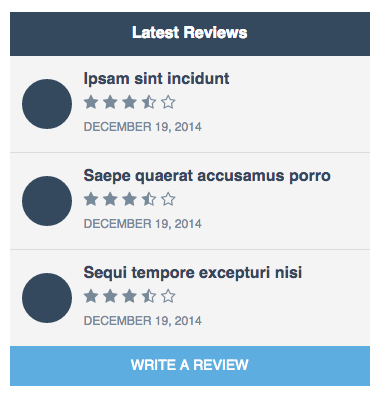 Latest Reviews
Ipsam sint incidunt
DECEMBER 19, 2014
Saepe quaerat accusamus porro
DECEMBER 19, 2014
Sequi tempore excepturi nisi
DECEMBER 19, 2014
WRITE A REVIEW